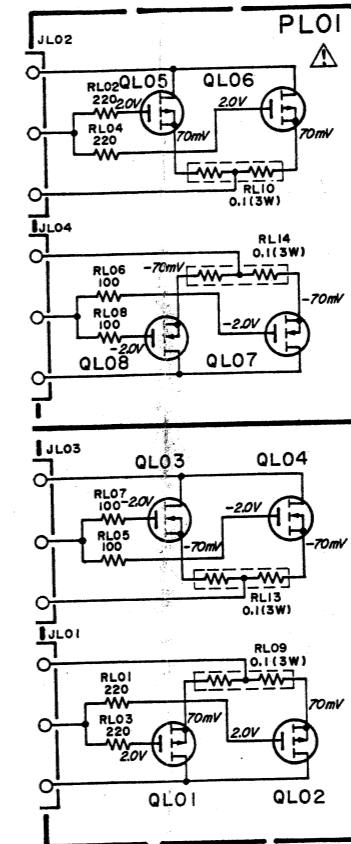 PL01
JL02
RL02
220
QL05
QL06
2.0V
2.0V
RL04
220
70mV
70mV
RL10
0.1(3W)
JL04
RL14
0.1(3W)
-70mV
-70mV
RL06
100
RL08
100
-2.0V
-2.0V
QL08
QL07
JL03
QL03
QL04
RL07
100
-2.0V
-2.0V
RL05
100
-70mV
-70mV
RL13
0.1(3W)
JL01
RL09
0.1(3W)
RL01
220
70mV
70mV
RL03
220
2.0V
2.0V
QL01
QL02